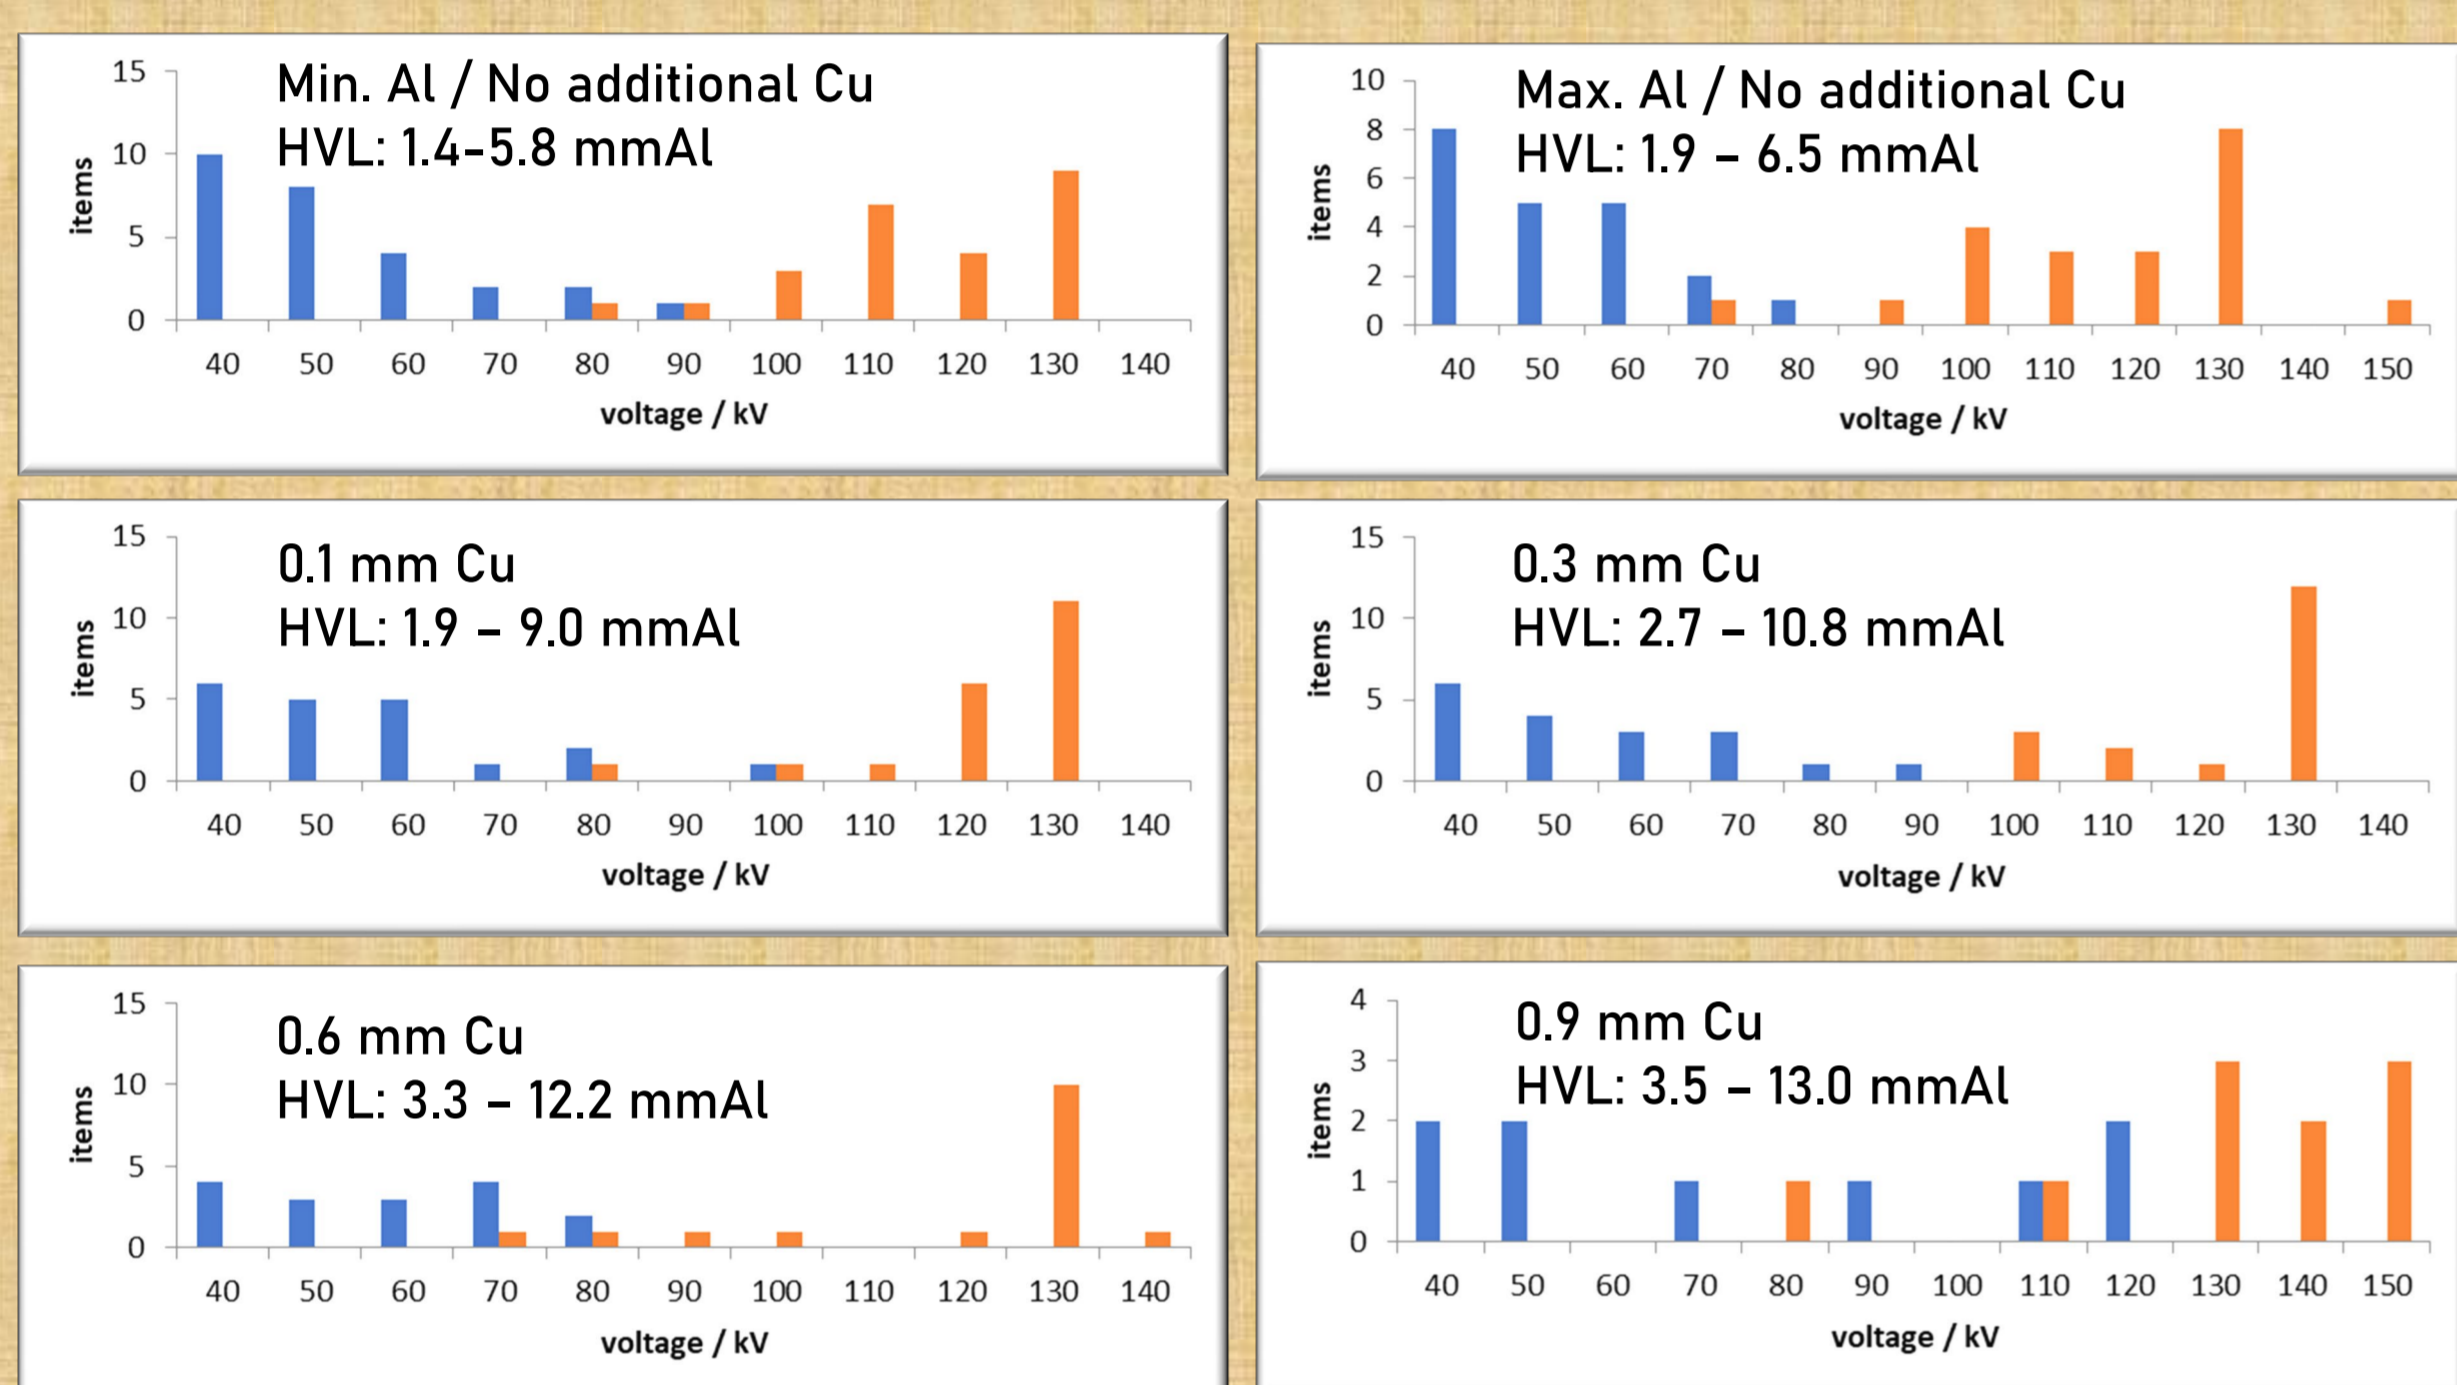 Min. Al / No additional Cu
HVL: 1.4-5.8 mmAl
15
10
5
0
items
40 50 60 70 80 90 100 110 120 130 140
voltage / kV
Max. Al / No additional Cu
HVL: 1.9 – 6.5 mmAl
10
8
6
4
2
0
items
40 50 60 70 80 90 100 110 120 130 140 150
voltage / kV
0.1 mm Cu
HVL: 1.9 – 9.0 mmAl
15
10
5
0
items
40 50 60 70 80 90 100 110 120 130 140
voltage / kV
0.3 mm Cu
HVL: 2.7 – 10.8 mmAl
15
10
5
0
items
40 50 60 70 80 90 100 110 120 130 140
voltage / kV
0.6 mm Cu
HVL: 3.3 – 12.2 mmAl
15
10
5
0
items
40 50 60 70 80 90 100 110 120 130 140
voltage / kV
0.9 mm Cu
HVL: 3.5 – 13.0 mmAl
4
3
2
1
0
items
40 50 60 70 80 90 100 110 120 130 140 150
voltage / kV